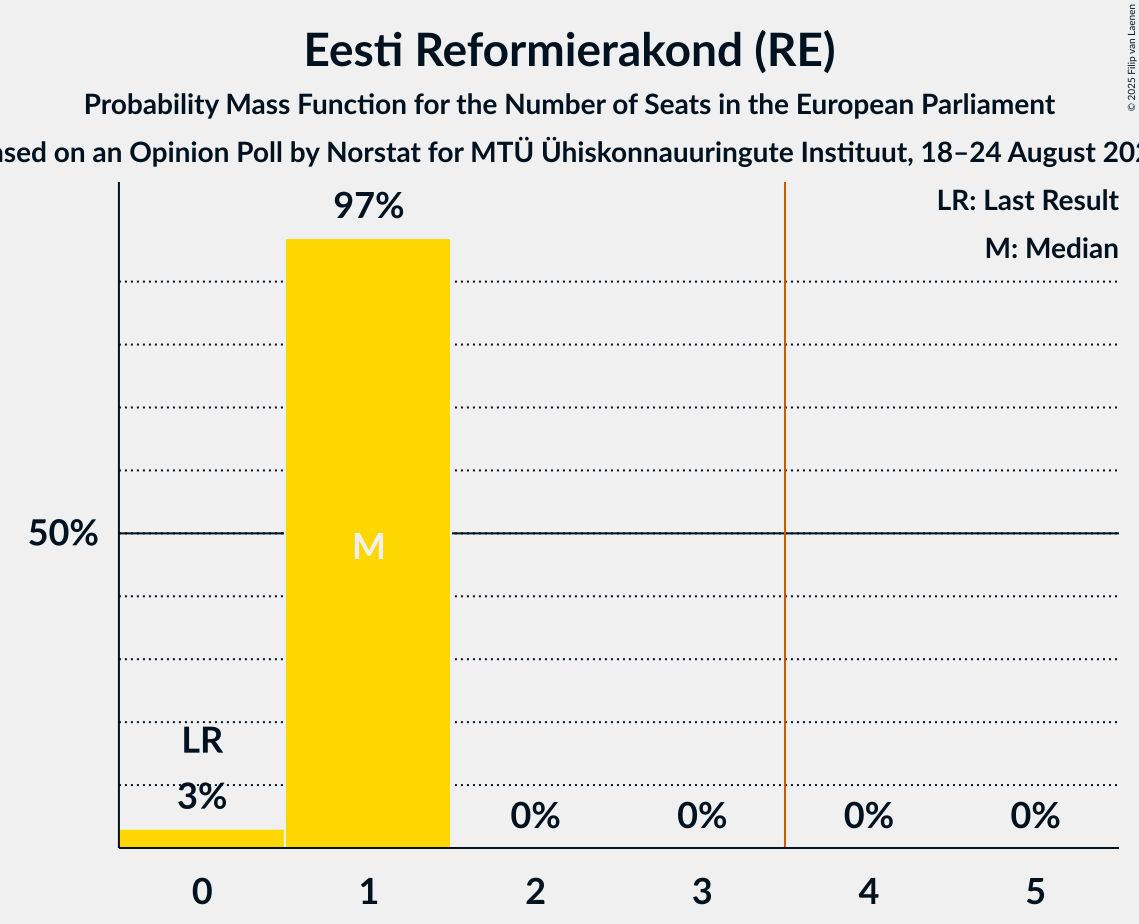 Eesti Reformierakond (RE)
Probability Mass Function for the Number of Seats in the European Parliament
on an Opinion Poll by Norstat for MTÜ Ühiskonnauuringute Instituut, 18–24 August
© 2025 Filip van Laenen
LR: Last Result
M: Median
97%
50%
M
LR
3%
0% 0% 0% 0%
0 1 2 3 4 5